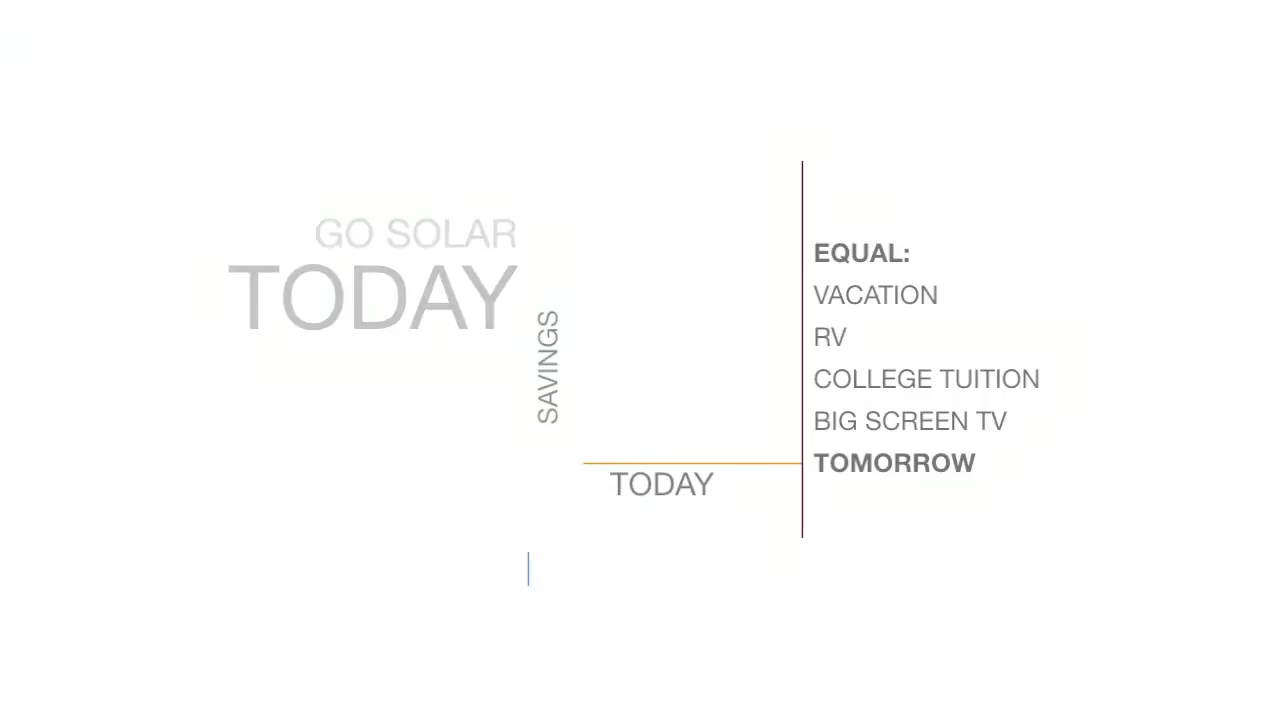 GO SOLAR
TODAY
SAVINGS
TODAY
EQUAL:
VACATION
RV
COLLEGE TUITION
BIG SCREEN TV
TOMORROW